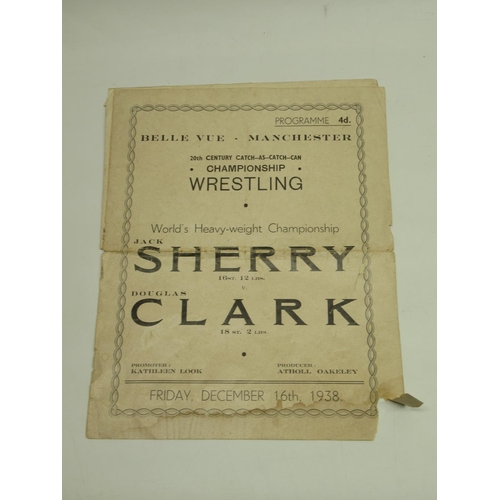 PROGRAMME 4d.
BELLE VUE - MANCHESTER
20th CENTURY CATCH-AS-CATCH-CAN
• CHAMPIONSHIP •
WRESTLING
World's Heavy-weight Championship
JACK
SHERRY
16ST. 12 LBS.
v.
DOUGLAS
CLARK
18 ST. 2 LBS.
PROMOTER: PRODUCER:
KATHLEEN LOOK ATHOLL OAKELEY
FRIDAY, DECEMBER 16th, 1938